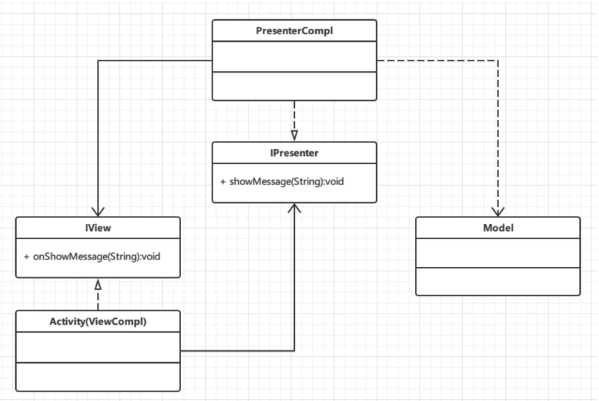 PresenterCompl
IPresenter
+ showMessage(String):void
IView
+ onShowMessage(String):void
Model
Activity(ViewCompl)